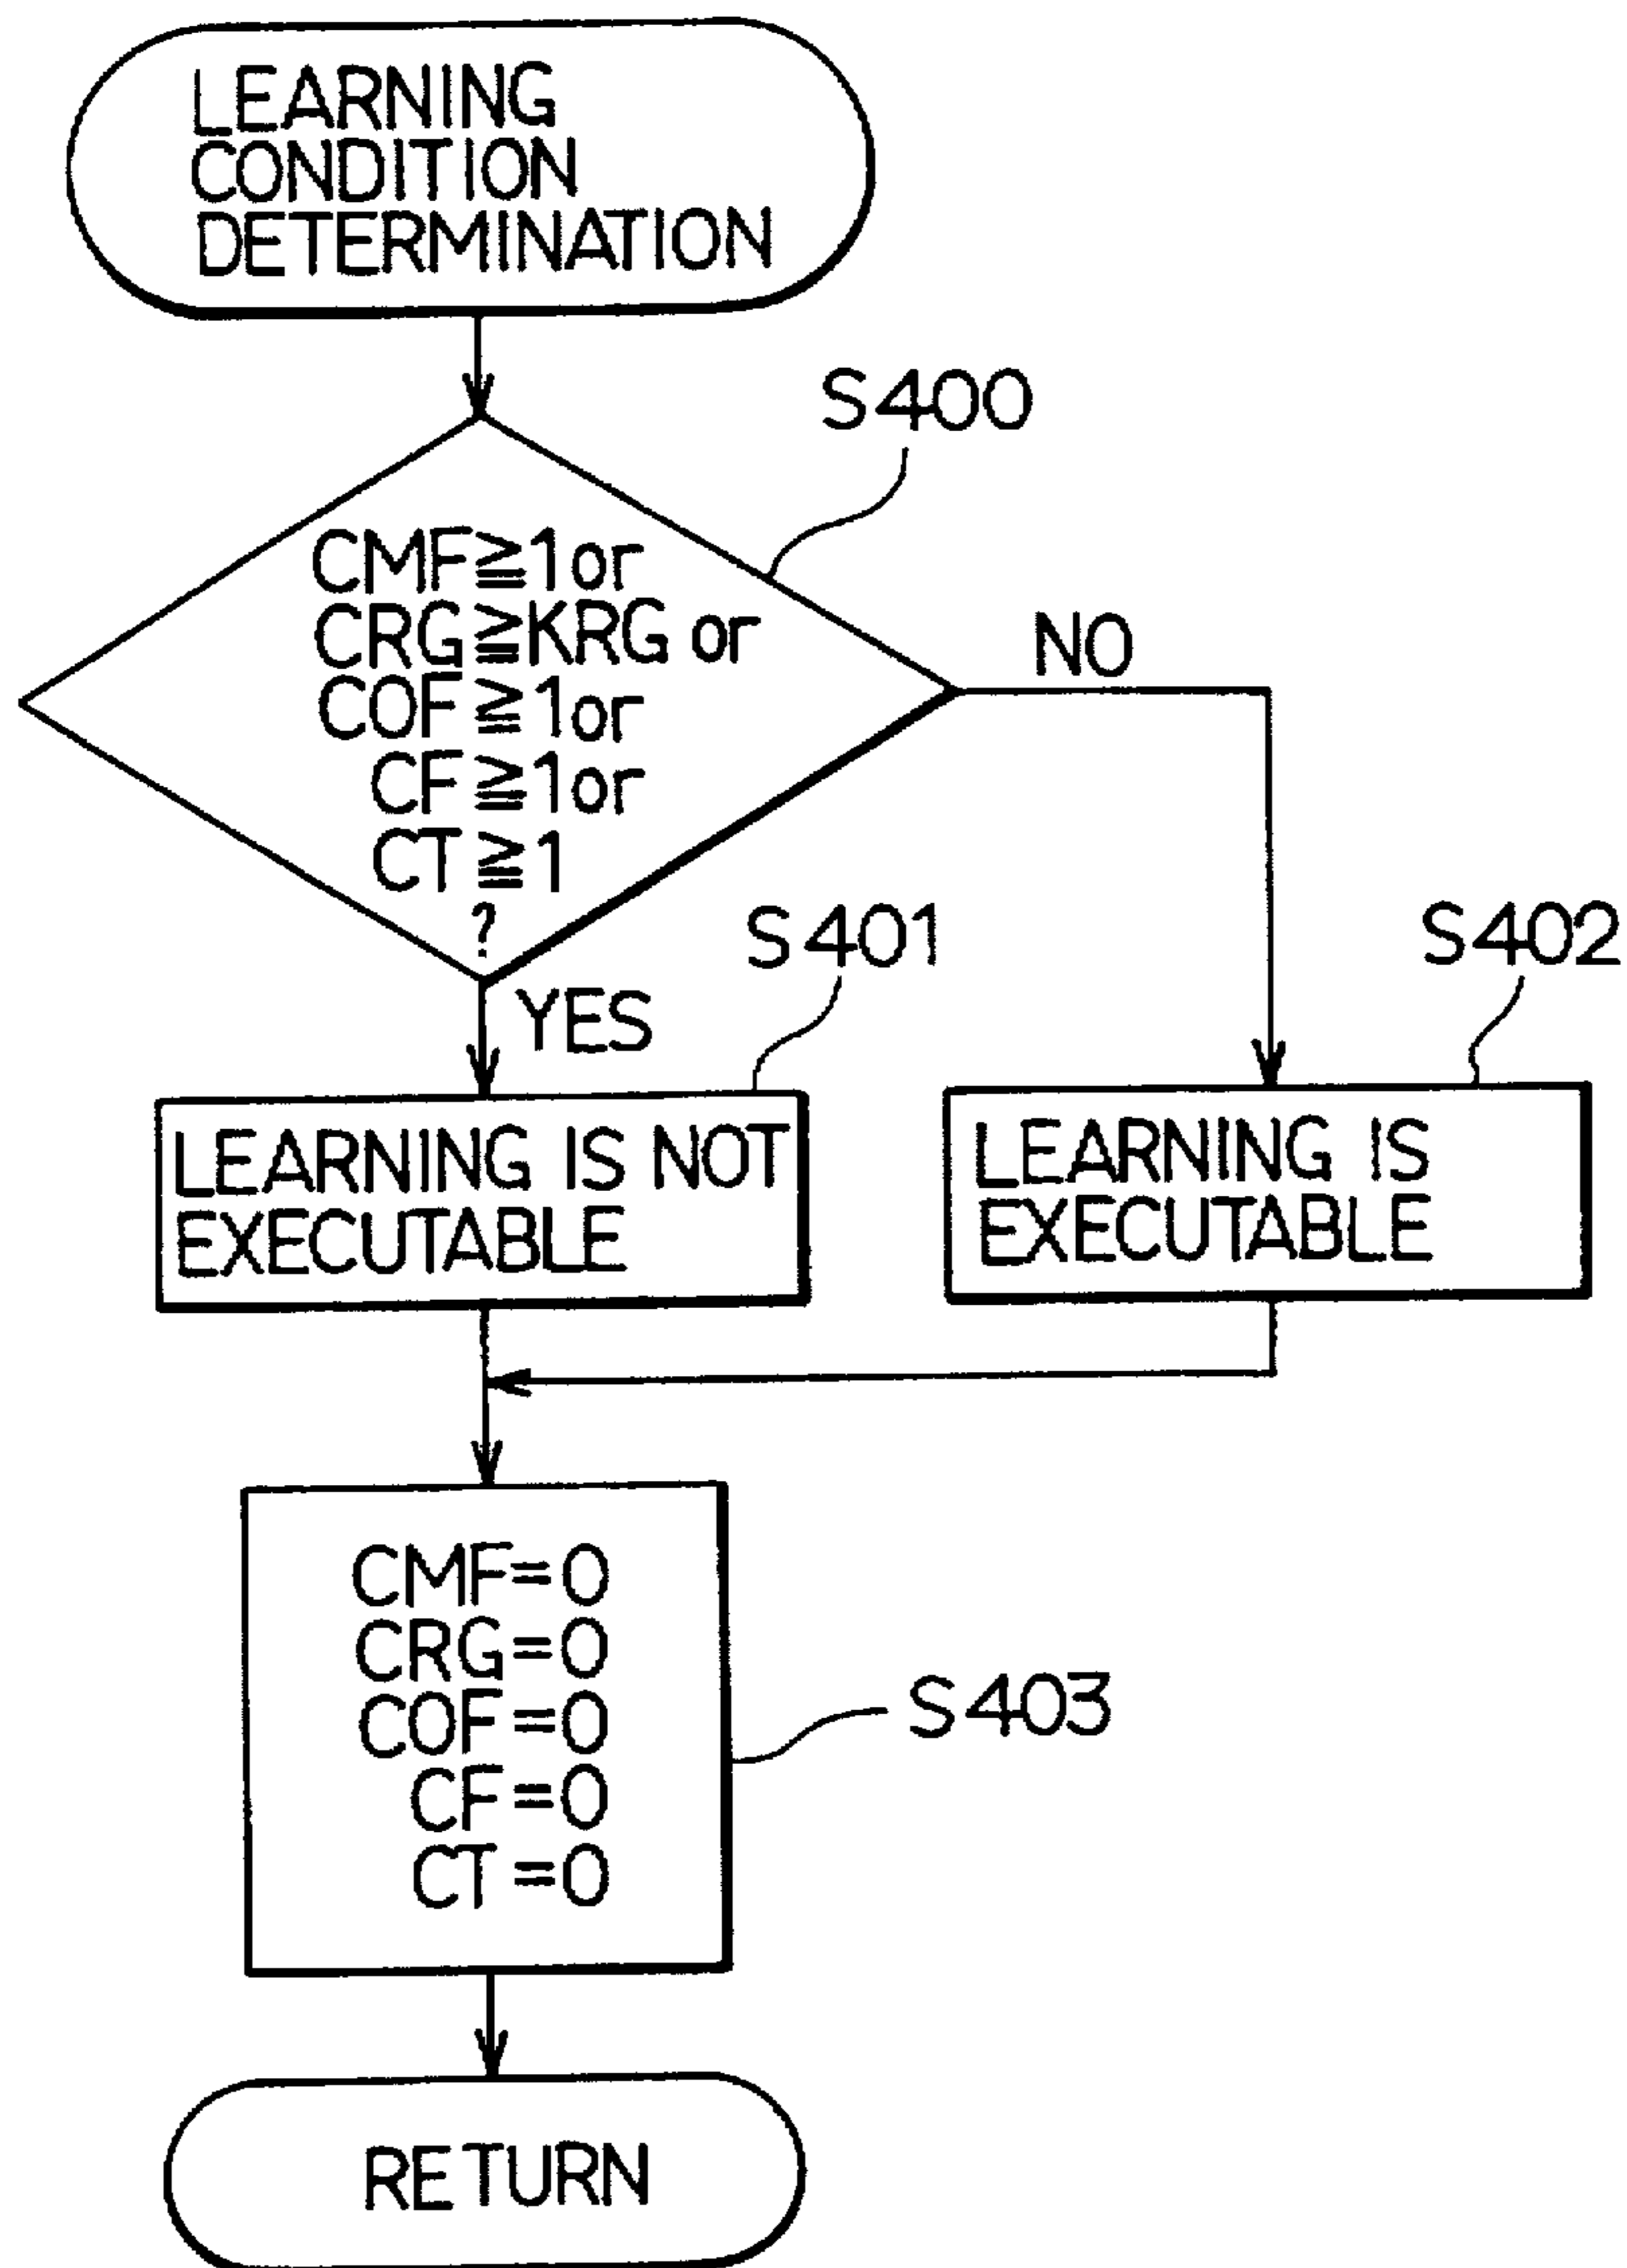 LEARNING
CONDITION
DETERMINATION
S400
CMF≧1or
CRG≧KRG or
COF≧1or
CF≧1or
CT≧1
?
NO
YES
S401
S402
LEARNING IS NOT
EXECUTABLE
LEARNING IS
EXECUTABLE
CMF=0
CRG=0
COF=0
CF=0
CT=0
S403
RETURN